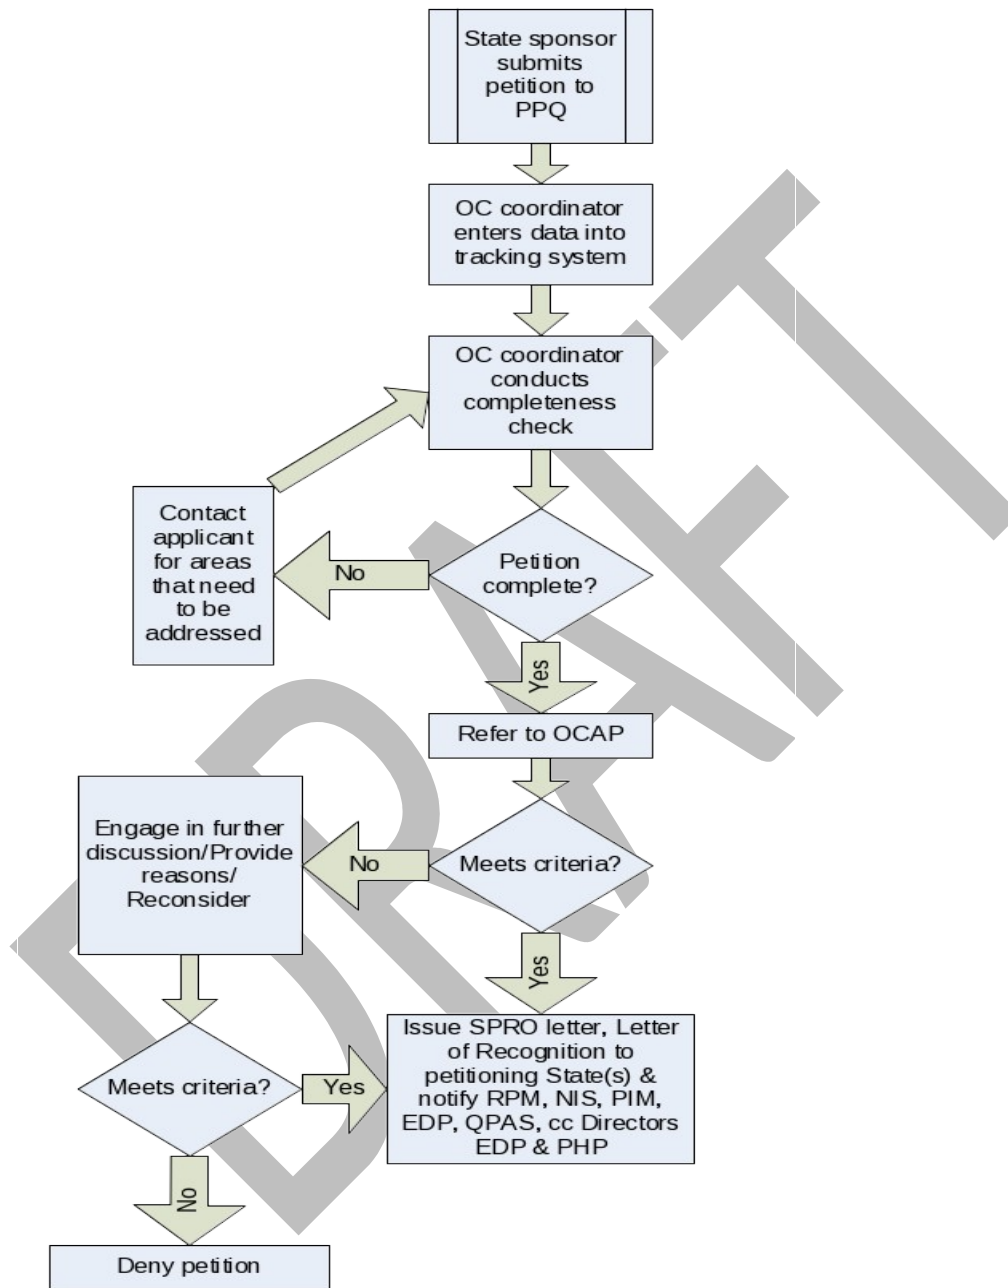 State sponsor
submits
petition to
PPQ
OC coordinator
enters data into
tracking system
OC coordinator
conducts
completeness
check
Contact
applicant
for areas
that need
to be
addressed
No
Petition
complete?
Yes
Refer to OCAP
Engage in further
discussion/Provide
reasons/
Reconsider
No
Meets criteria?
Yes
Issue SPRO letter, Letter
of Recognition to
petitioning State(s) &
notify RPM, NIS, PIM,
EDP, QPAS, cc Directors
EDP & PHP
Meets criteria?
Yes
No
Deny petition
DRAFT